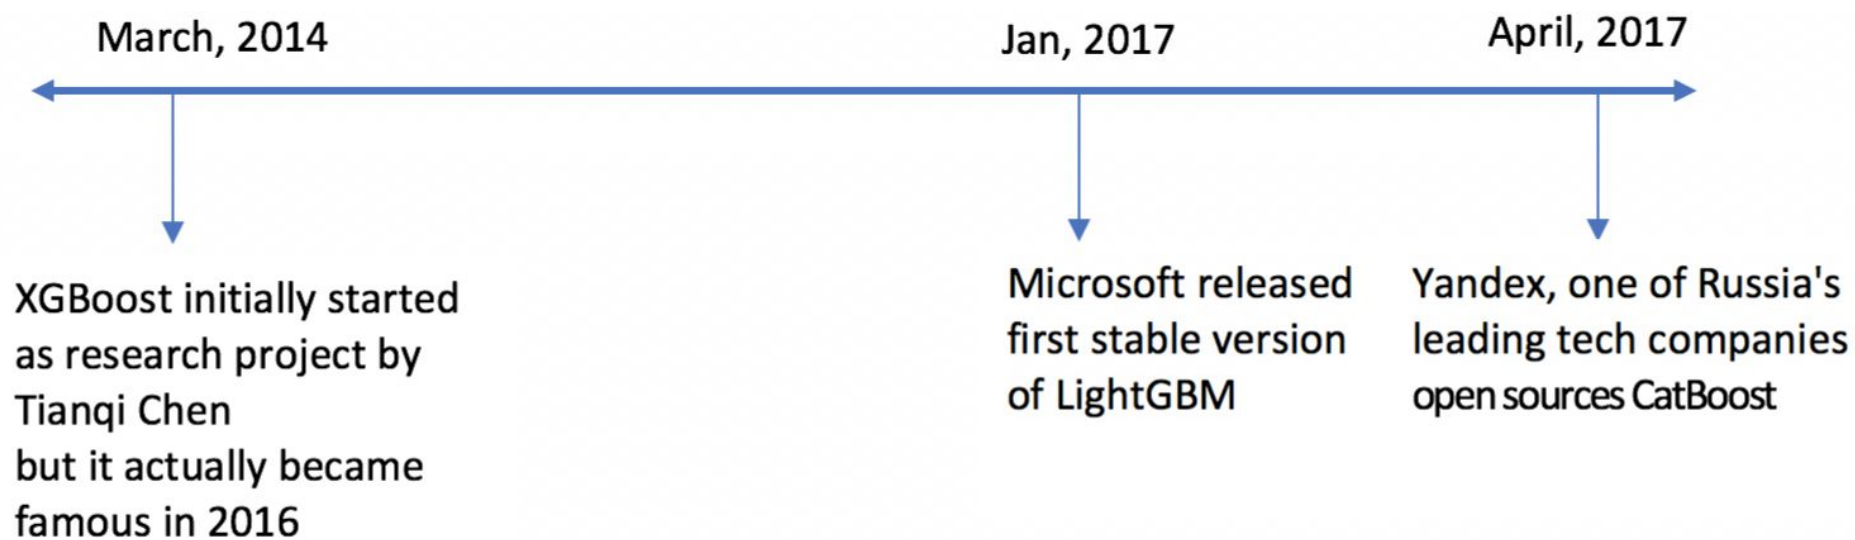 March, 2014
Jan, 2017
April, 2017
XGBoost initially started
as research project by
Tianqi Chen
but it actually became
famous in 2016
Microsoft released
first stable version
of LightGBM
Yandex, one of Russia's
leading tech companies
open sources CatBoost